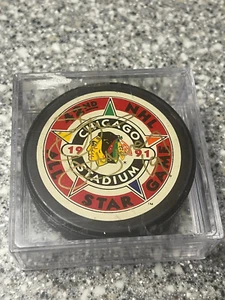 42ND NHL
ALL STAR GAME
CHICAGO
19 91
STADIUM